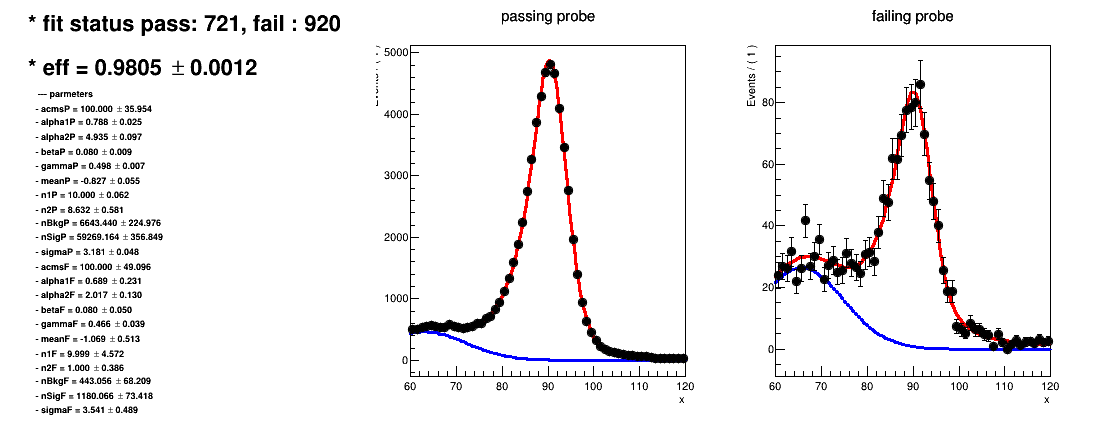 * fit status pass: 721, fail : 920
* eff = 0.9805 ± 0.0012
--- parmeters
- acmsP = 100.000 ± 35.954
- alpha1P = 0.788 ± 0.025
- alpha2P = 4.935 ± 0.097
- betaP = 0.080 ± 0.009
- gammaP = 0.498 ± 0.007
- meanP = -0.827 ± 0.055
- n1P = 10.000 ± 0.062
- n2P = 8.632 ± 0.581
- nBkgP = 6643.440 ± 224.976
- nSigP = 59269.164 ± 356.849
- sigmaP = 3.181 ± 0.048
- acmsF = 100.000 ± 49.096
- alpha1F = 0.689 ± 0.231
- alpha2F = 2.017 ± 0.130
- betaF = 0.080 ± 0.050
- gammaF = 0.466 ± 0.039
- meanF = -1.069 ± 0.513
- n1F = 9.999 ± 4.572
- n2F = 1.000 ± 0.386
- nBkgF = 443.056 ± 68.209
- nSigF = 1180.066 ± 73.418
- sigmaF = 3.541 ± 0.489
passing probe
5000
4000
3000
2000
1000
0
60 70 80 90 100 110 120
x
failing probe
Events / ( 1 )
80
60
40
20
0
60 70 80 90 100 110 120
x